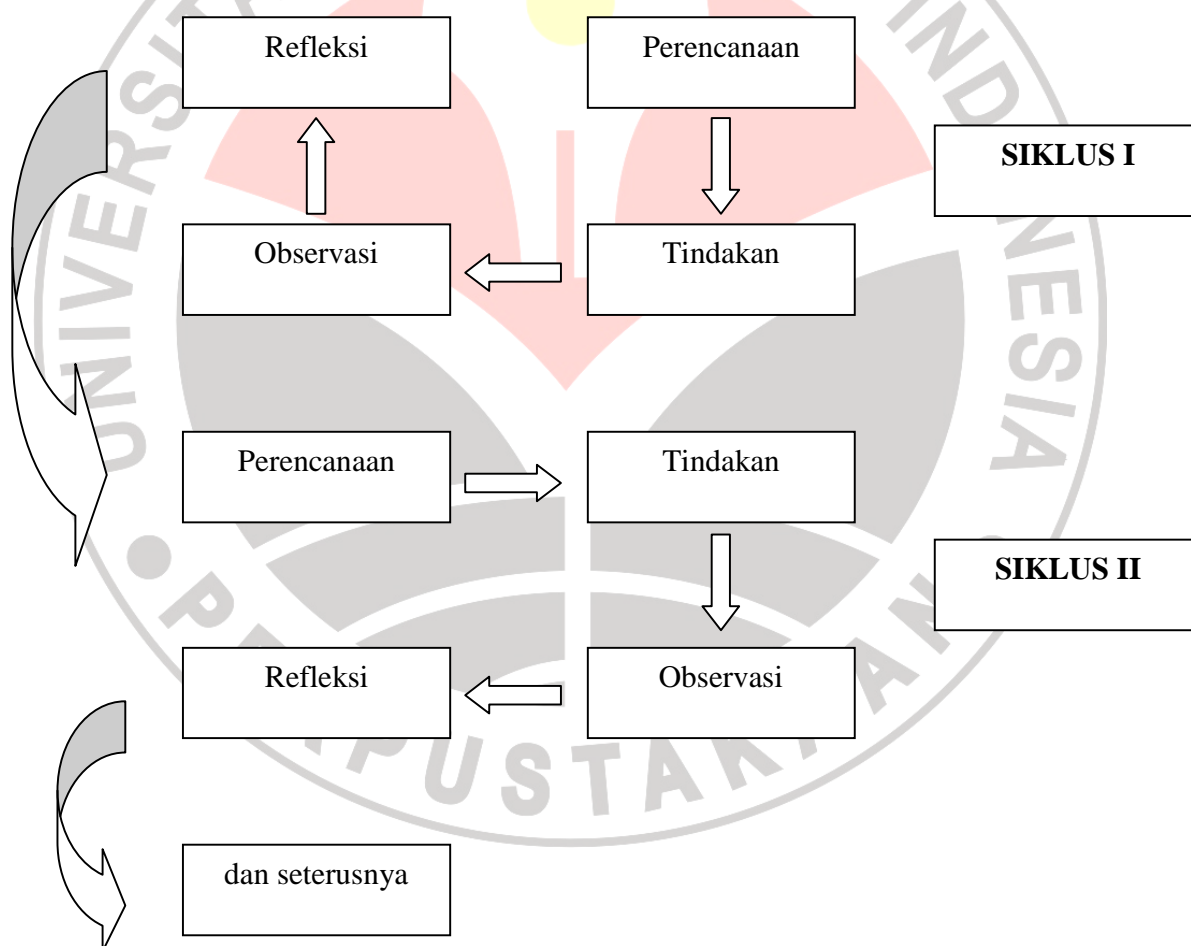 Refleksi
Perencanaan
SIKLUS I
Observasi
Tindakan
Perencanaan
Tindakan
SIKLUS II
Refleksi
Observasi
dan seterusnya